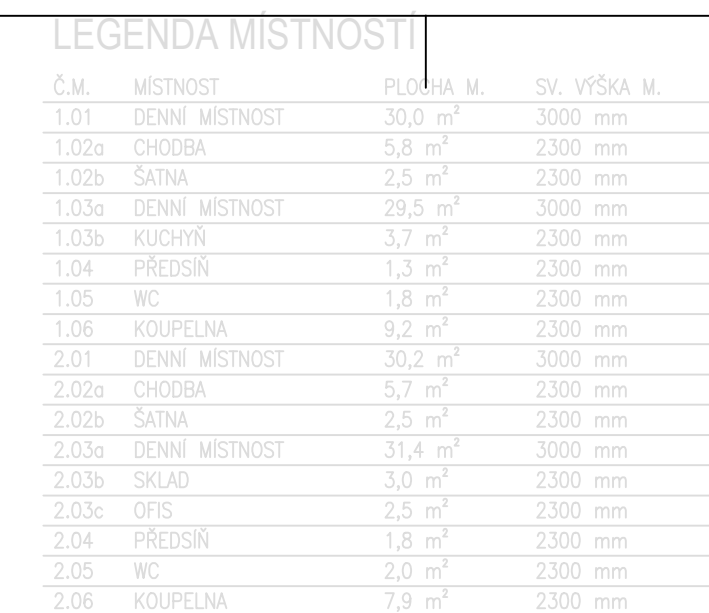 LEGENDA MÍSTNOSTÍ
Č.M. MÍSTNOST PLOCHA M. SV. VÝŠKA M.
1.01 DENNÍ MÍSTNOST 30,0 m² 3000 mm
1.02a CHODBA 5,8 m² 2300 mm
1.02b ŠATNA 2,5 m² 2300 mm
1.03a DENNÍ MÍSTNOST 29,5 m² 3000 mm
1.03b KUCHYŇ 3,7 m² 2300 mm
1.04 PŘEDSÍŇ 1,3 m² 2300 mm
1.05 WC 1,8 m² 2300 mm
1.06 KOUPELNA 9,2 m² 2300 mm
2.01 DENNÍ MÍSTNOST 30,2 m² 3000 mm
2.02a CHODBA 5,7 m² 2300 mm
2.02b ŠATNA 2,5 m² 2300 mm
2.03a DENNÍ MÍSTNOST 31,4 m² 3000 mm
2.03b SKLAD 3,0 m² 2300 mm
2.03c OFIS 2,5 m² 2300 mm
2.04 PŘEDSÍŇ 1,8 m² 2300 mm
2.05 WC 2,0 m² 2300 mm
2.06 KOUPELNA 7,9 m² 2300 mm